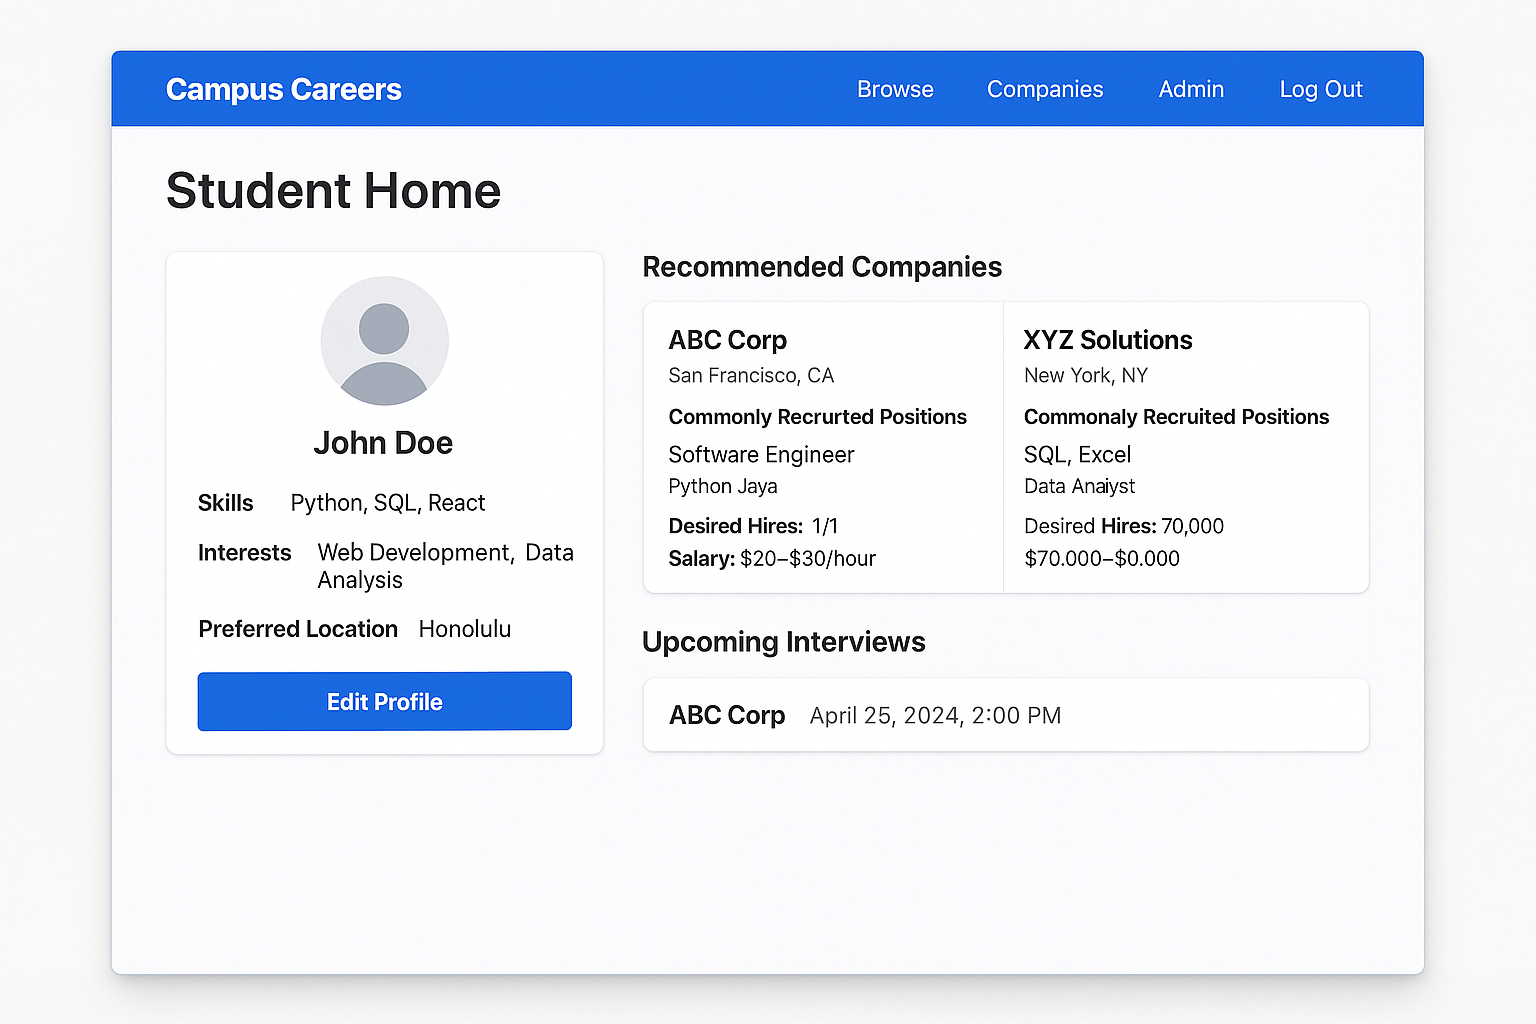 Campus Careers
Browse Companies Admin Log Out
Student Home
John Doe
Skills Python, SQL, React
Interests Web Development, Data
Analysis
Preferred Location Honolulu
Edit Profile
Recommended Companies
ABC Corp
San Francisco, CA
Commonly Recrurted Positions
Software Engineer
Python Jaya
Desired Hires: 1/1
Salary: $20–$30/hour
XYZ Solutions
New York, NY
Commonaly Recruited Positions
SQL, Excel
Data Anaiyst
Desired Hires: 70,000
$70.000–$0.000
Upcoming Interviews
ABC Corp April 25, 2024, 2:00 PM